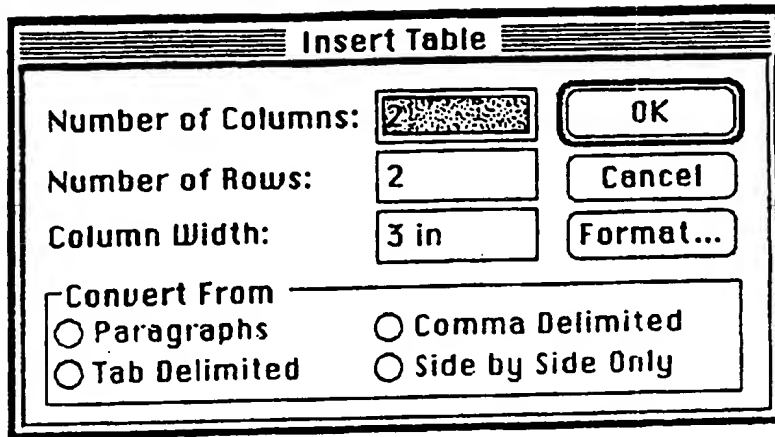 Insert Table
Number of Columns: 2 OK
Number of Rows: 2 Cancel
Column Width: 3 in Format...
Convert From
Paragraphs Comma Delimited
Tab Delimited Side by Side Only